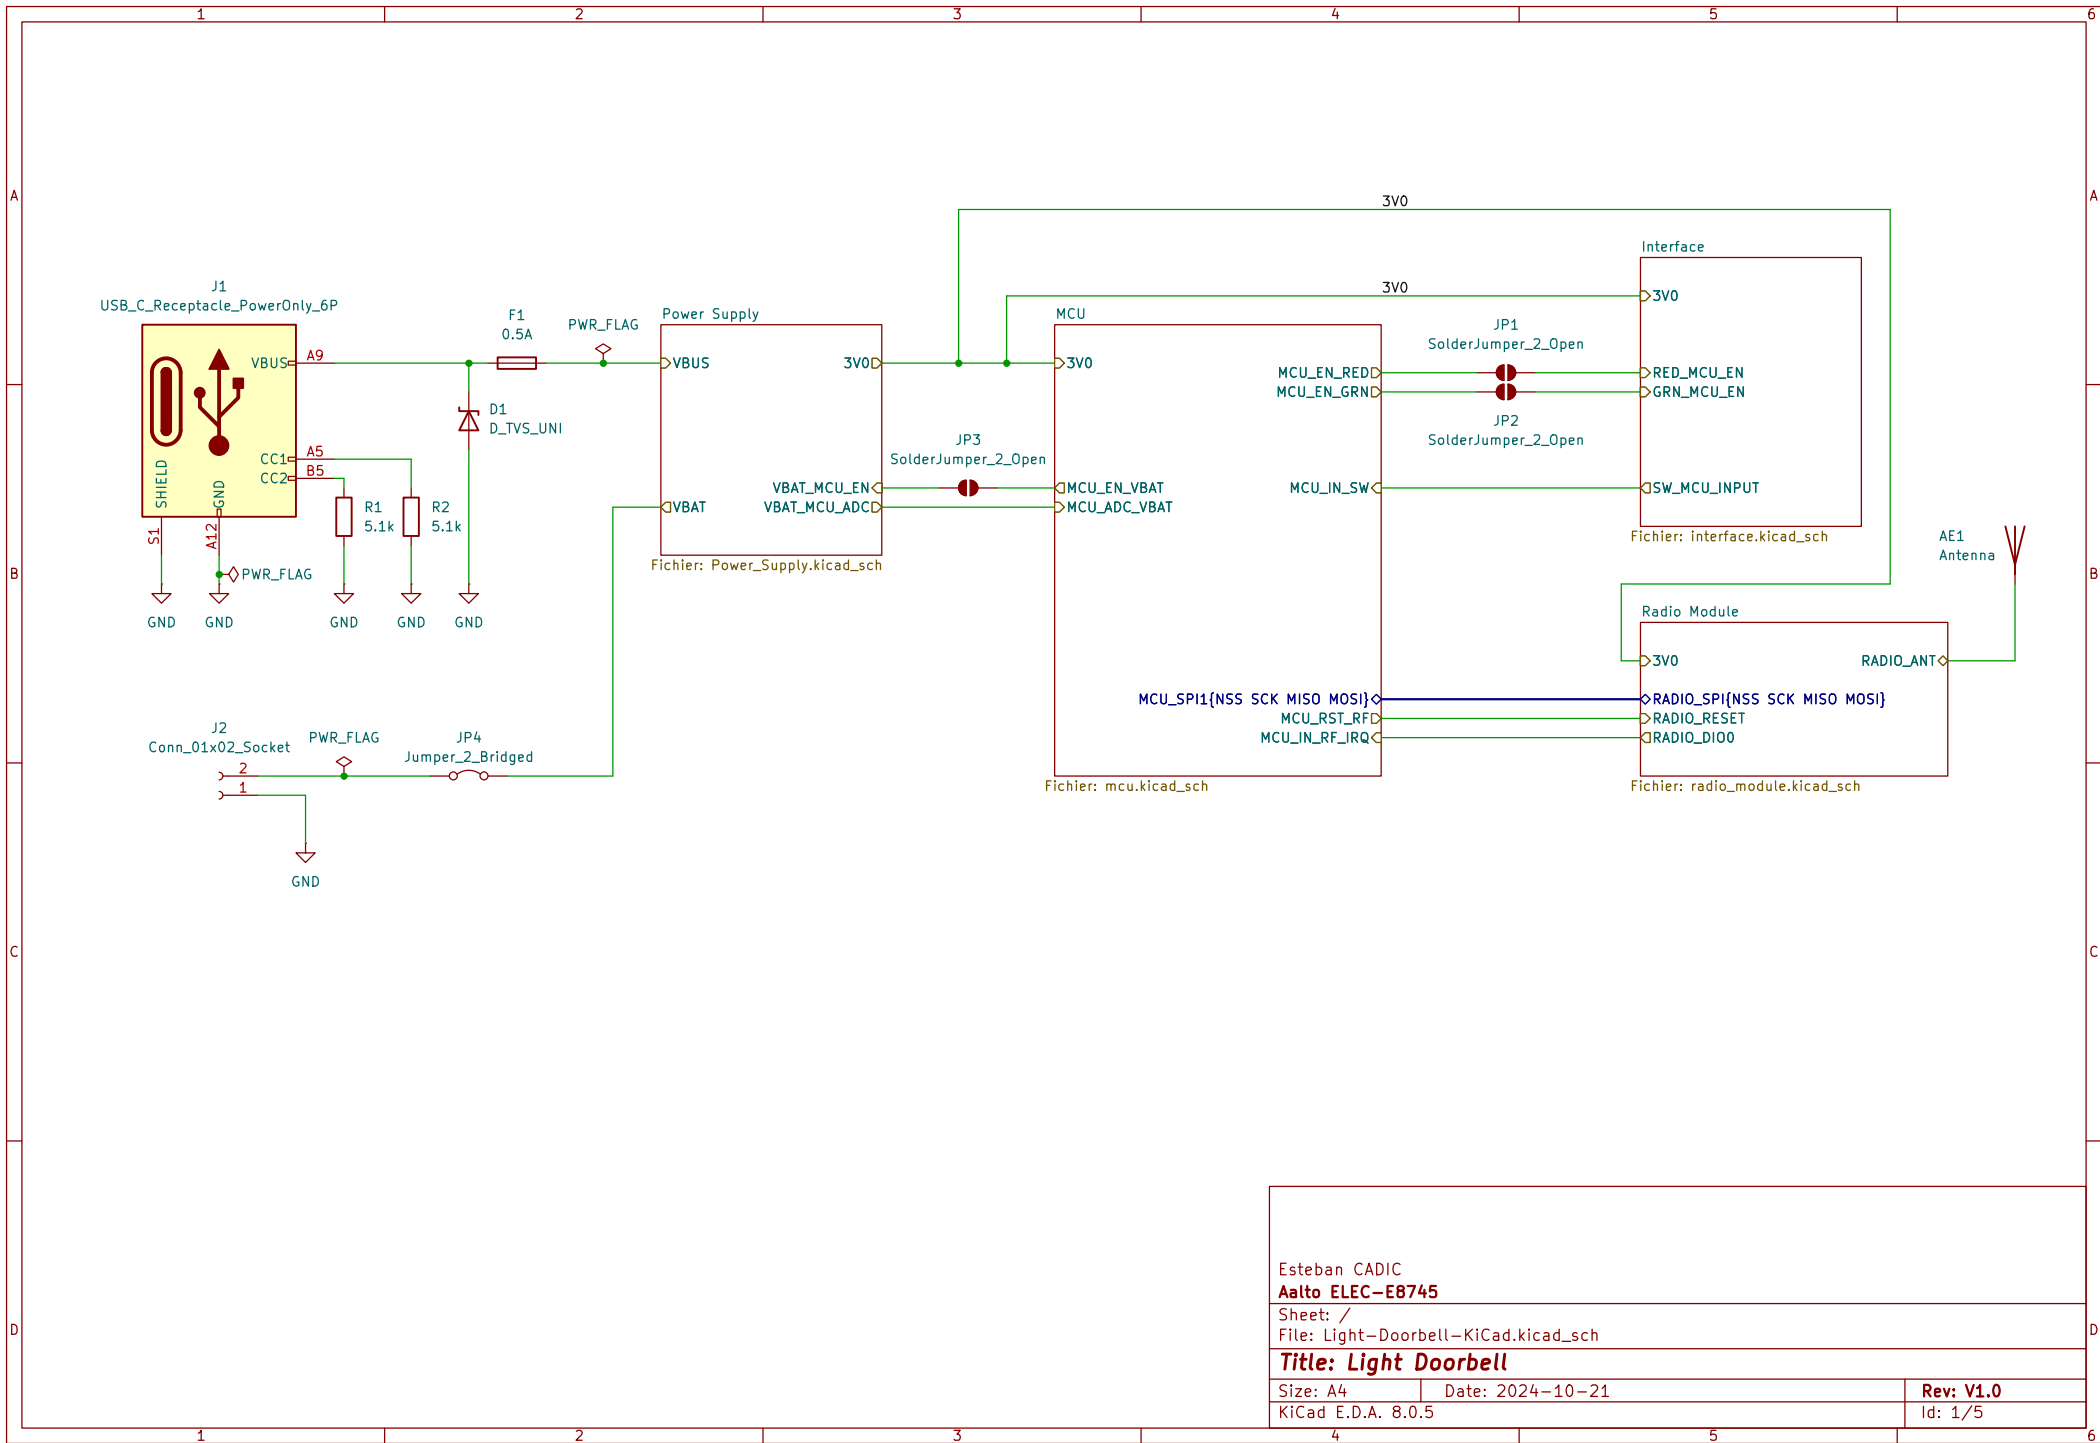 1 2 3 4 5 6
A A
B B
C C
D D
1 2 3 4 5 6
3V0
3V0
J1
USB_C_Receptacle_PowerOnly_6P
VBUS
A9
CC1
A5
CC2
B5
SHIELD
GND
S1
A12
PWR_FLAG
GND
GND
GND
GND
GND
R1
5.1k
R2
5.1k
D1
D_TVS_UNI
F1
0.5A
PWR_FLAG
Power Supply
VBUS
3V0
VBAT_MCU_EN
VBAT
VBAT_MCU_ADC
Fichier: Power_Supply.kicad_sch
JP3
SolderJumper_2_Open
MCU
3V0
MCU_EN_RED
MCU_EN_GRN
MCU_EN_VBAT
MCU_IN_SW
MCU_ADC_VBAT
MCU_SPI1{NSS SCK MISO MOSI}
MCU_RST_RF
MCU_IN_RF_IRQ
Fichier: mcu.kicad_sch
JP1
SolderJumper_2_Open
JP2
SolderJumper_2_Open
Interface
3V0
RED_MCU_EN
GRN_MCU_EN
SW_MCU_INPUT
Fichier: interface.kicad_sch
AE1
Antenna
Radio Module
3V0
RADIO_ANT
RADIO_SPI{NSS SCK MISO MOSI}
RADIO_RESET
RADIO_DIO0
Fichier: radio_module.kicad_sch
J2
Conn_01x02_Socket
2
1
PWR_FLAG
JP4
Jumper_2_Bridged
GND
Esteban CADIC
Aalto ELEC-E8745
Sheet: /
File: Light-Doorbell-KiCad.kicad_sch
Title: Light Doorbell
Size: A4
Date: 2024-10-21
Rev: V1.0
KiCad E.D.A. 8.0.5
Id: 1/5